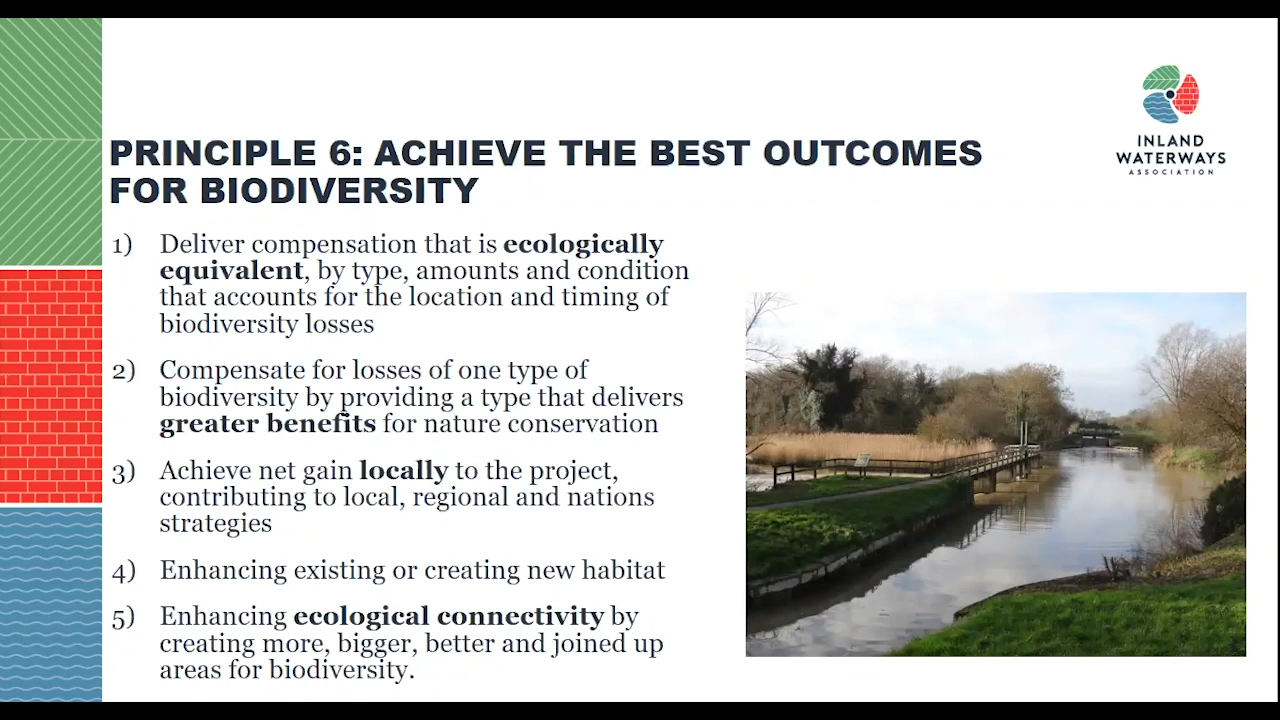 INLAND
WATERWAYS
ASSOCIATION
PRINCIPLE 6: ACHIEVE THE BEST OUTCOMES
FOR BIODIVERSITY
1) Deliver compensation that is ecologically
equivalent, by type, amounts and condition
that accounts for the location and timing of
biodiversity losses
2) Compensate for losses of one type of
biodiversity by providing a type that delivers
greater benefits for nature conservation
3) Achieve net gain locally to the project,
contributing to local, regional and nations
strategies
4) Enhancing existing or creating new habitat
5) Enhancing ecological connectivity by
creating more, bigger, better and joined up
areas for biodiversity.